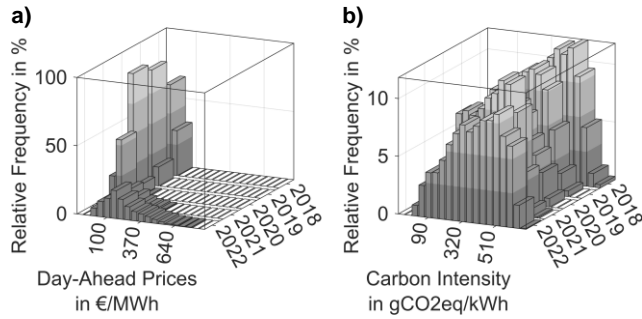 a)
Relative Frequency in %
100
50
0
100
370
640
2022
2021
2020
2019
2018
Day-Ahead Prices
in €/MWh
b)
Relative Frequency in %
10
5
0
90
320
510
2022
2021
2020
2019
2018
Carbon Intensity
in gCO2eq/kWh